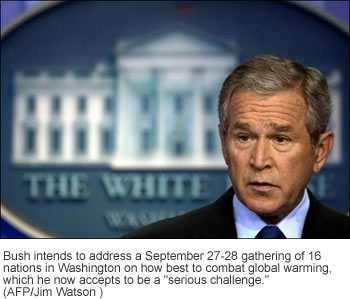 THE WHITE HOUSE
Bush intends to address a September 27-28 gathering of 16
nations in Washington on how best to combat global warming,
which he now accepts to be a "serious challenge."
(AFP/Jim Watson )